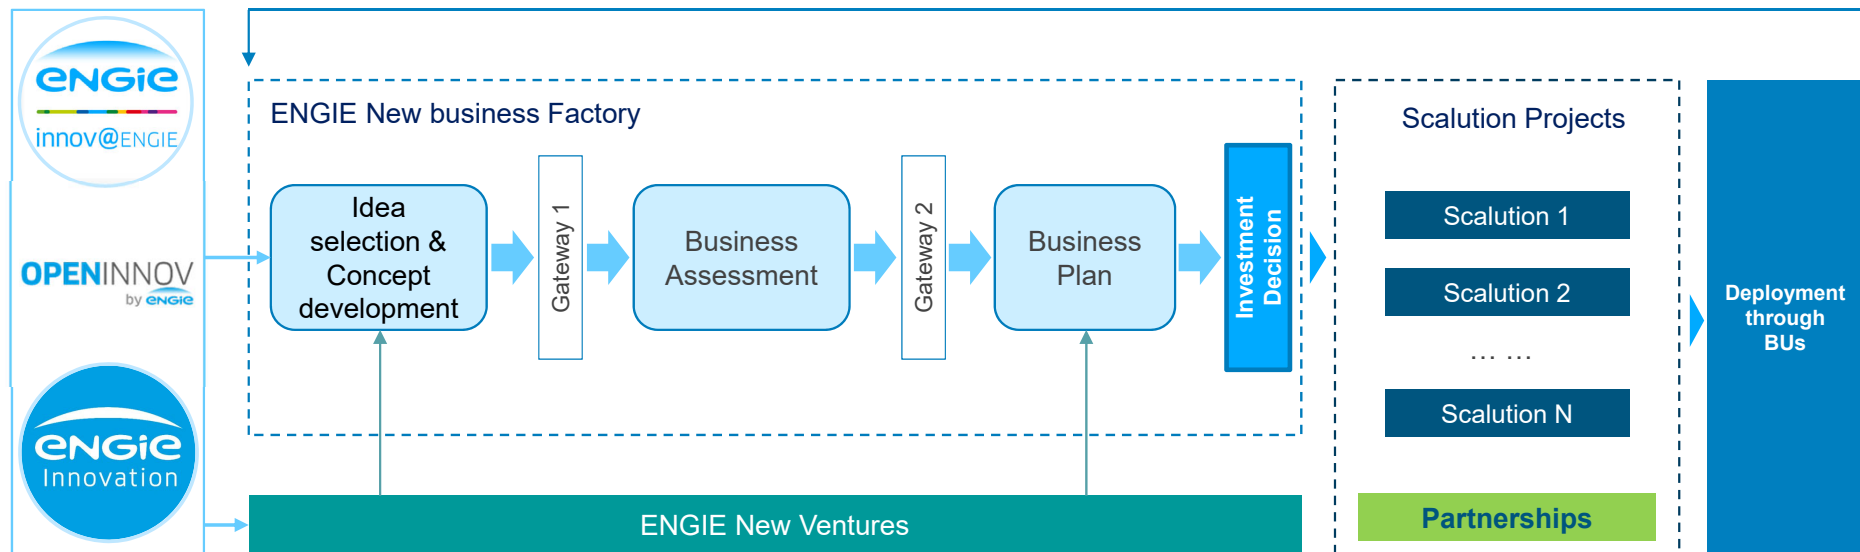 ENGIE
innov@ENGIE
OPENINNOV
by ENGIE
ENGIE
Innovation
ENGIE New business Factory
Idea
selection &
Concept
development
Gateway 1
Business
Assessment
Gateway 2
Business
Plan
Investment
Decision
Scalution Projects
Scalution 1
Scalution 2
... ...
Scalution N
Partnerships
Deployment
through
BUs
ENGIE New Ventures